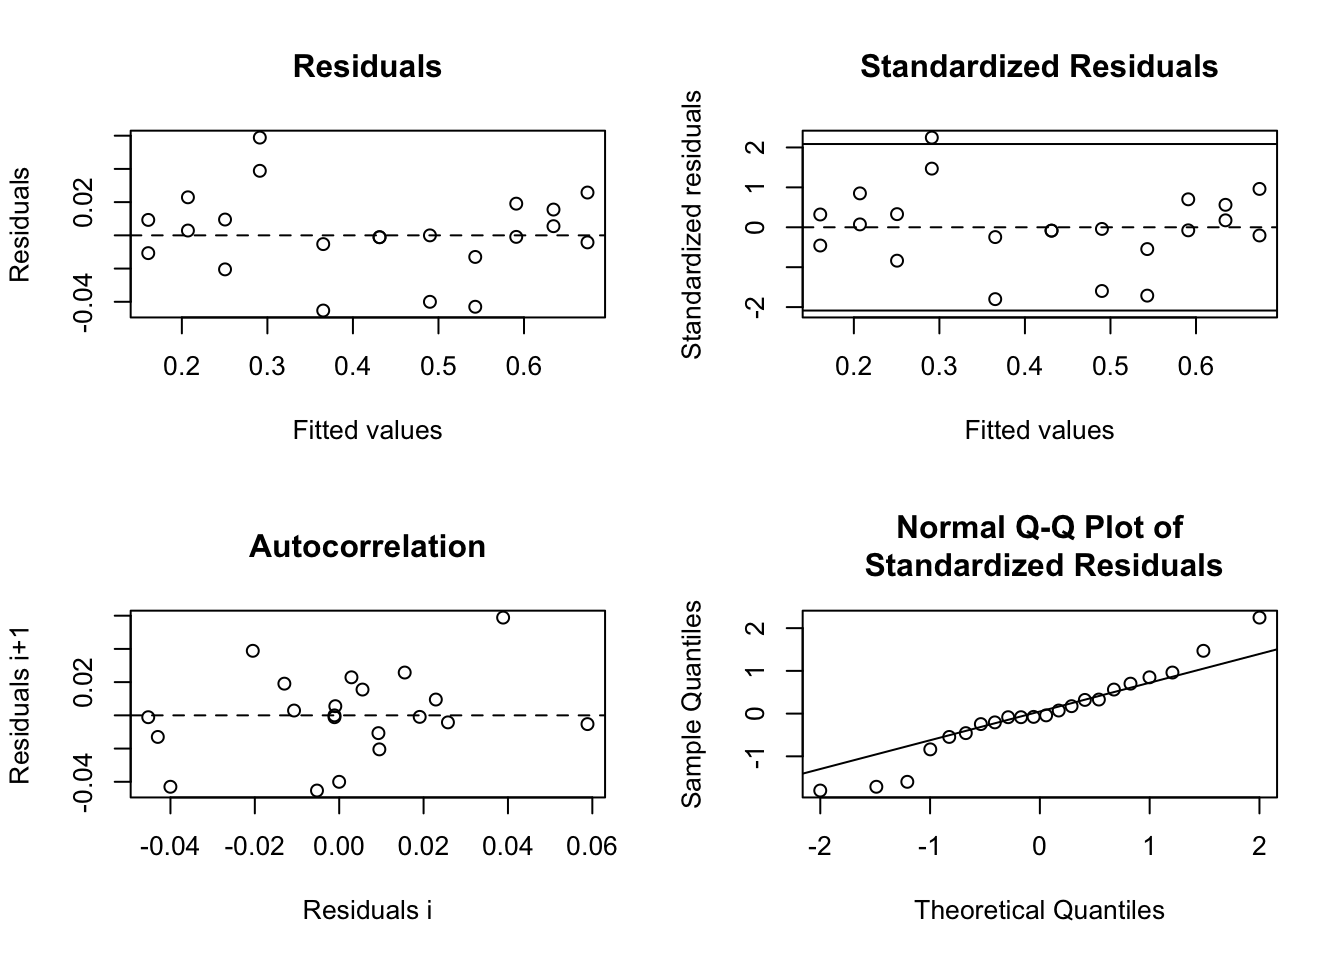 Residuals
Residuals
0.02
-0.04
0.2 0.3 0.4 0.5 0.6
Fitted values
Standardized Residuals
Standardized residuals
2
1
0
-2
0.2 0.3 0.4 0.5 0.6
Fitted values
Autocorrelation
Residuals i+1
0.02
-0.04
-0.04 -0.02 0.00 0.02 0.04 0.06
Residuals i
Normal Q-Q Plot of
Standardized Residuals
Sample Quantiles
2
1
0
-1
-2 -1 0 1 2
Theoretical Quantiles